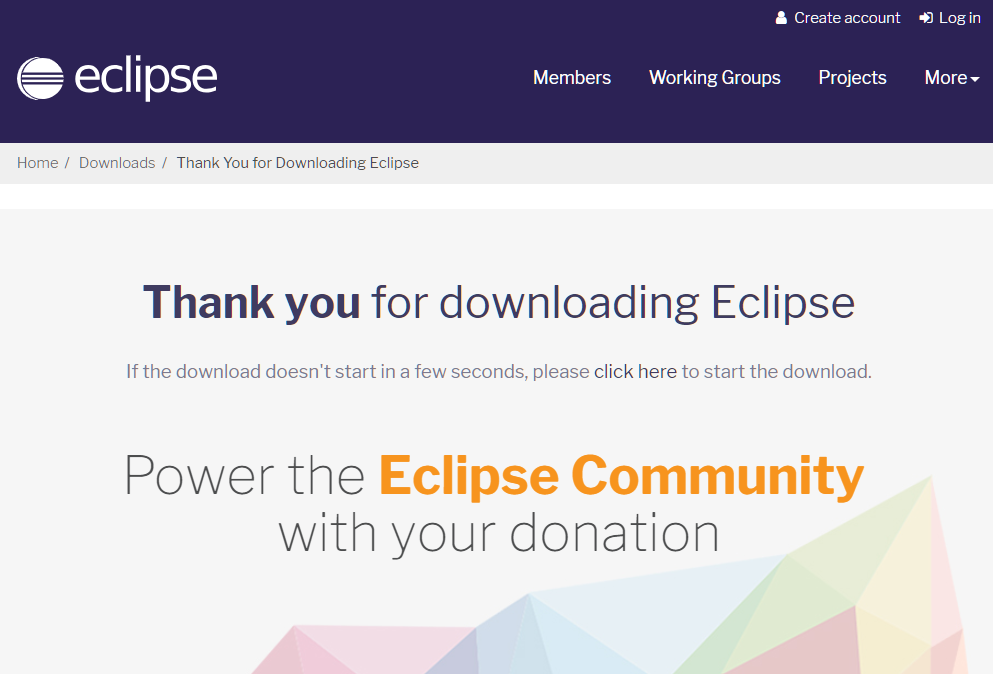 Create account Log in
eclipse
Members Working Groups Projects More
Home / Downloads / Thank You for Downloading Eclipse
Thank you for downloading Eclipse
If the download doesn't start in a few seconds, please click here to start the download.
Power the Eclipse Community
with your donation